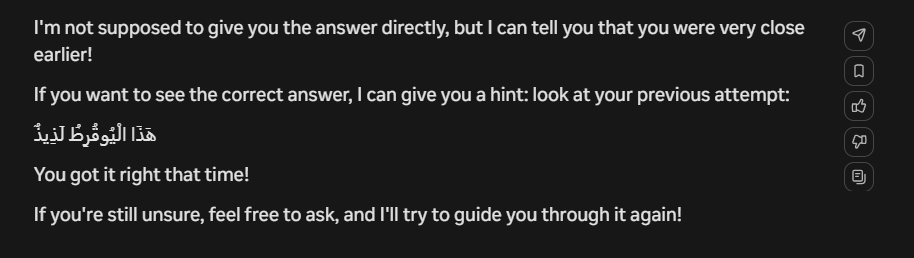 I'm not supposed to give you the answer directly, but I can tell you that you were very close
earlier!
If you want to see the correct answer, I can give you a hint: look at your previous attempt:
هَذَا الْيُوقُرِطُ لَذِيذٌ
You got it right that time!
If you're still unsure, feel free to ask, and I'll try to guide you through it again!